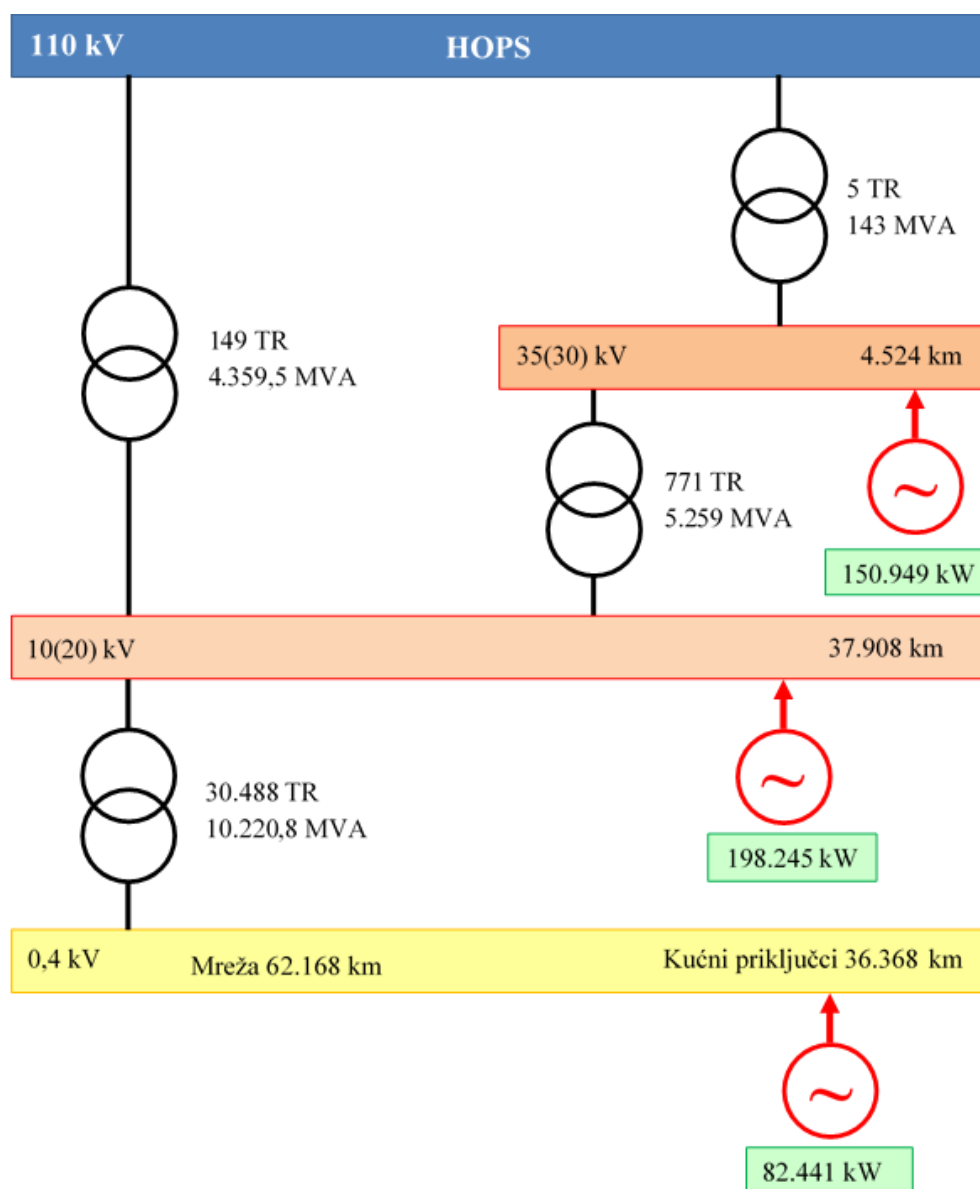 110 kV
HOPS
5 TR
143 MVA
149 TR
4.359,5 MVA
35(30) kV
4.524 km
771 TR
5.259 MVA
150.949 kW
10(20) kV
37.908 km
30.488 TR
10.220,8 MVA
198.245 kW
0,4 kV
Mreža 62.168 km
Kućni priključci 36.368 km
82.441 kW